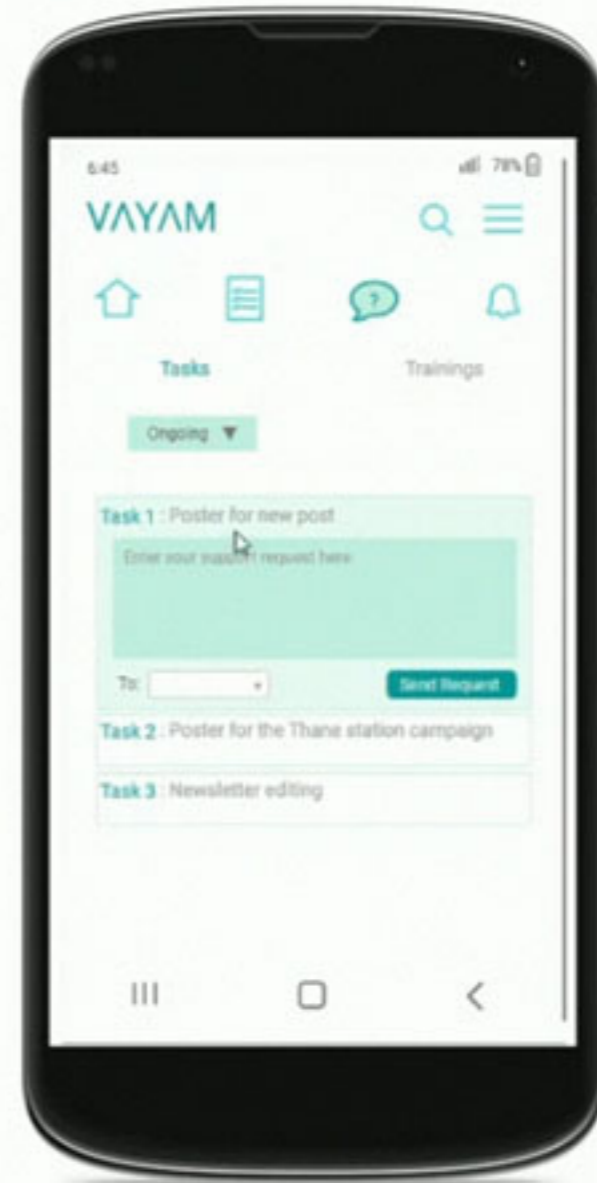 6:45 78%
VAYAM
?
Tasks Trainings
Ongoing ▼
Task 1 : Poster for new post
Enter your support request here
To: Send Request
Task 2 : Poster for the Thane station campaign
Task 3 : Newsletter editing